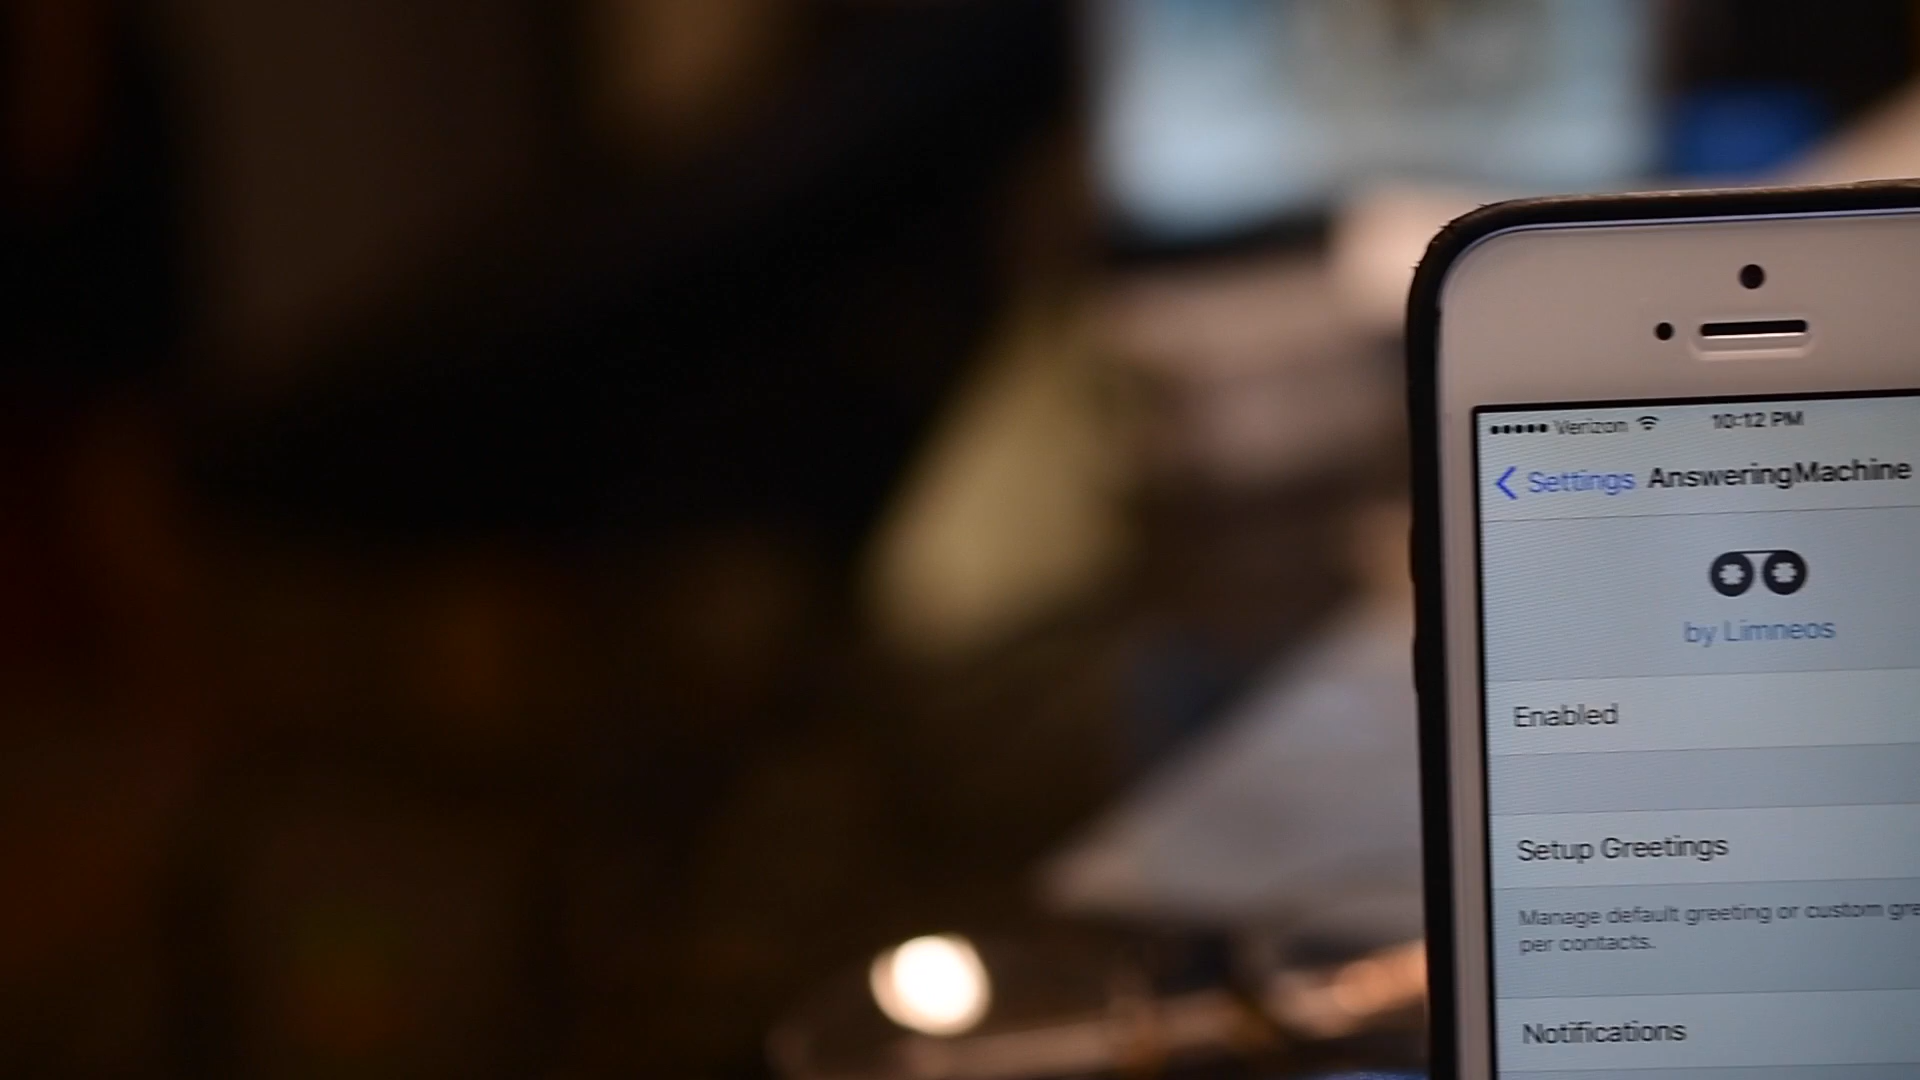 Verizon 10:12 PM
Settings AnsweringMachine
by Limneos
Enabled
Setup Greetings
Manage default greeting or custom gre
per contacts.
Notifications